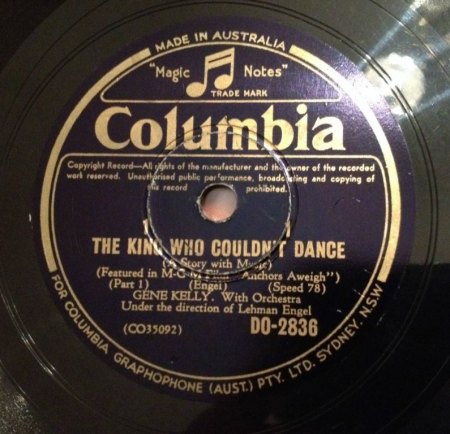 MADE IN AUSTRALIA
"Magic Notes"
TRADE MARK
Columbia
Copyright Record—All rights of the manufacturer and the owner of the recorded
work reserved. Unauthorised public performance, broadcasting and copying of
this record prohibited.
THE KING WHO COULDN'T DANCE
(A Story with Music)
(Featured in M-G-M Film "Anchors Aweigh")
(Part 1) (Engel) (Speed 78)
GENE KELLY. With Orchestra
Under the direction of Lehman Engel
(CO35092) DO-2836
FOR COLUMBIA GRAPHOPHONE (AUST.) PTY. LTD. SYDNEY. N.S.W